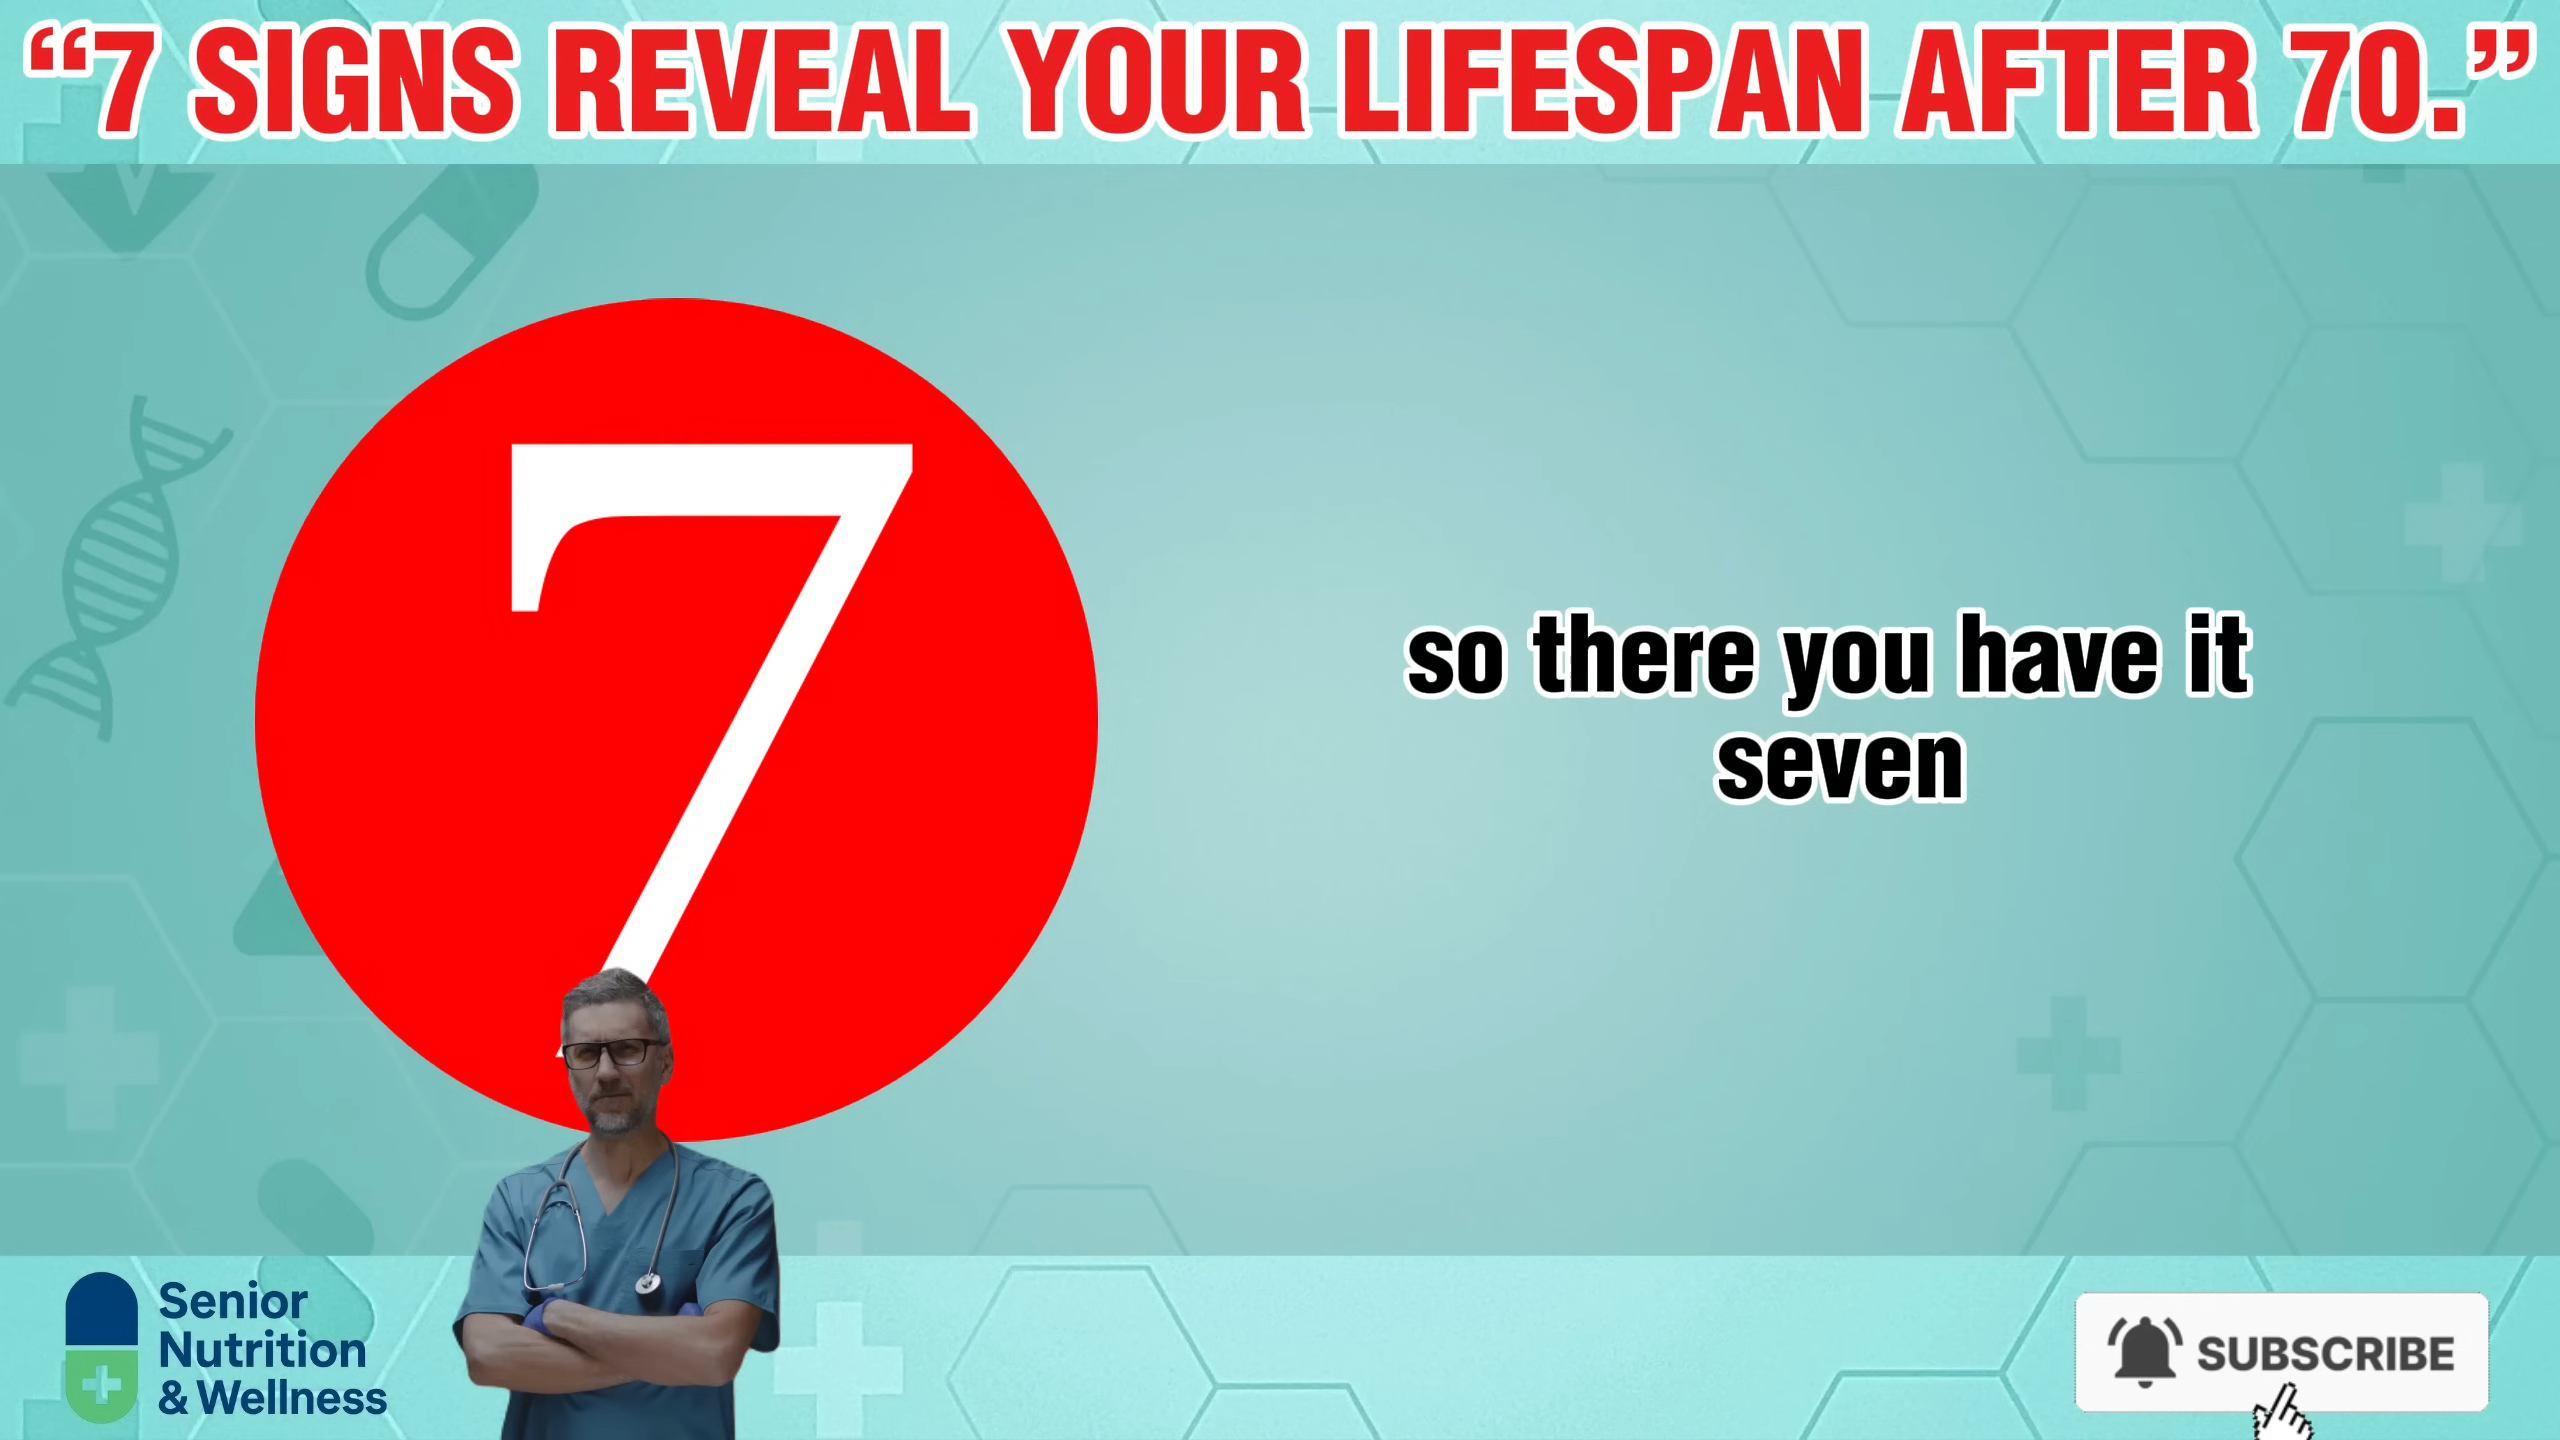 “7 SIGNS REVEAL YOUR LIFESPAN AFTER 70.”
7
so there you have it
seven
Senior
Nutrition
& Wellness
SUBSCRIBE